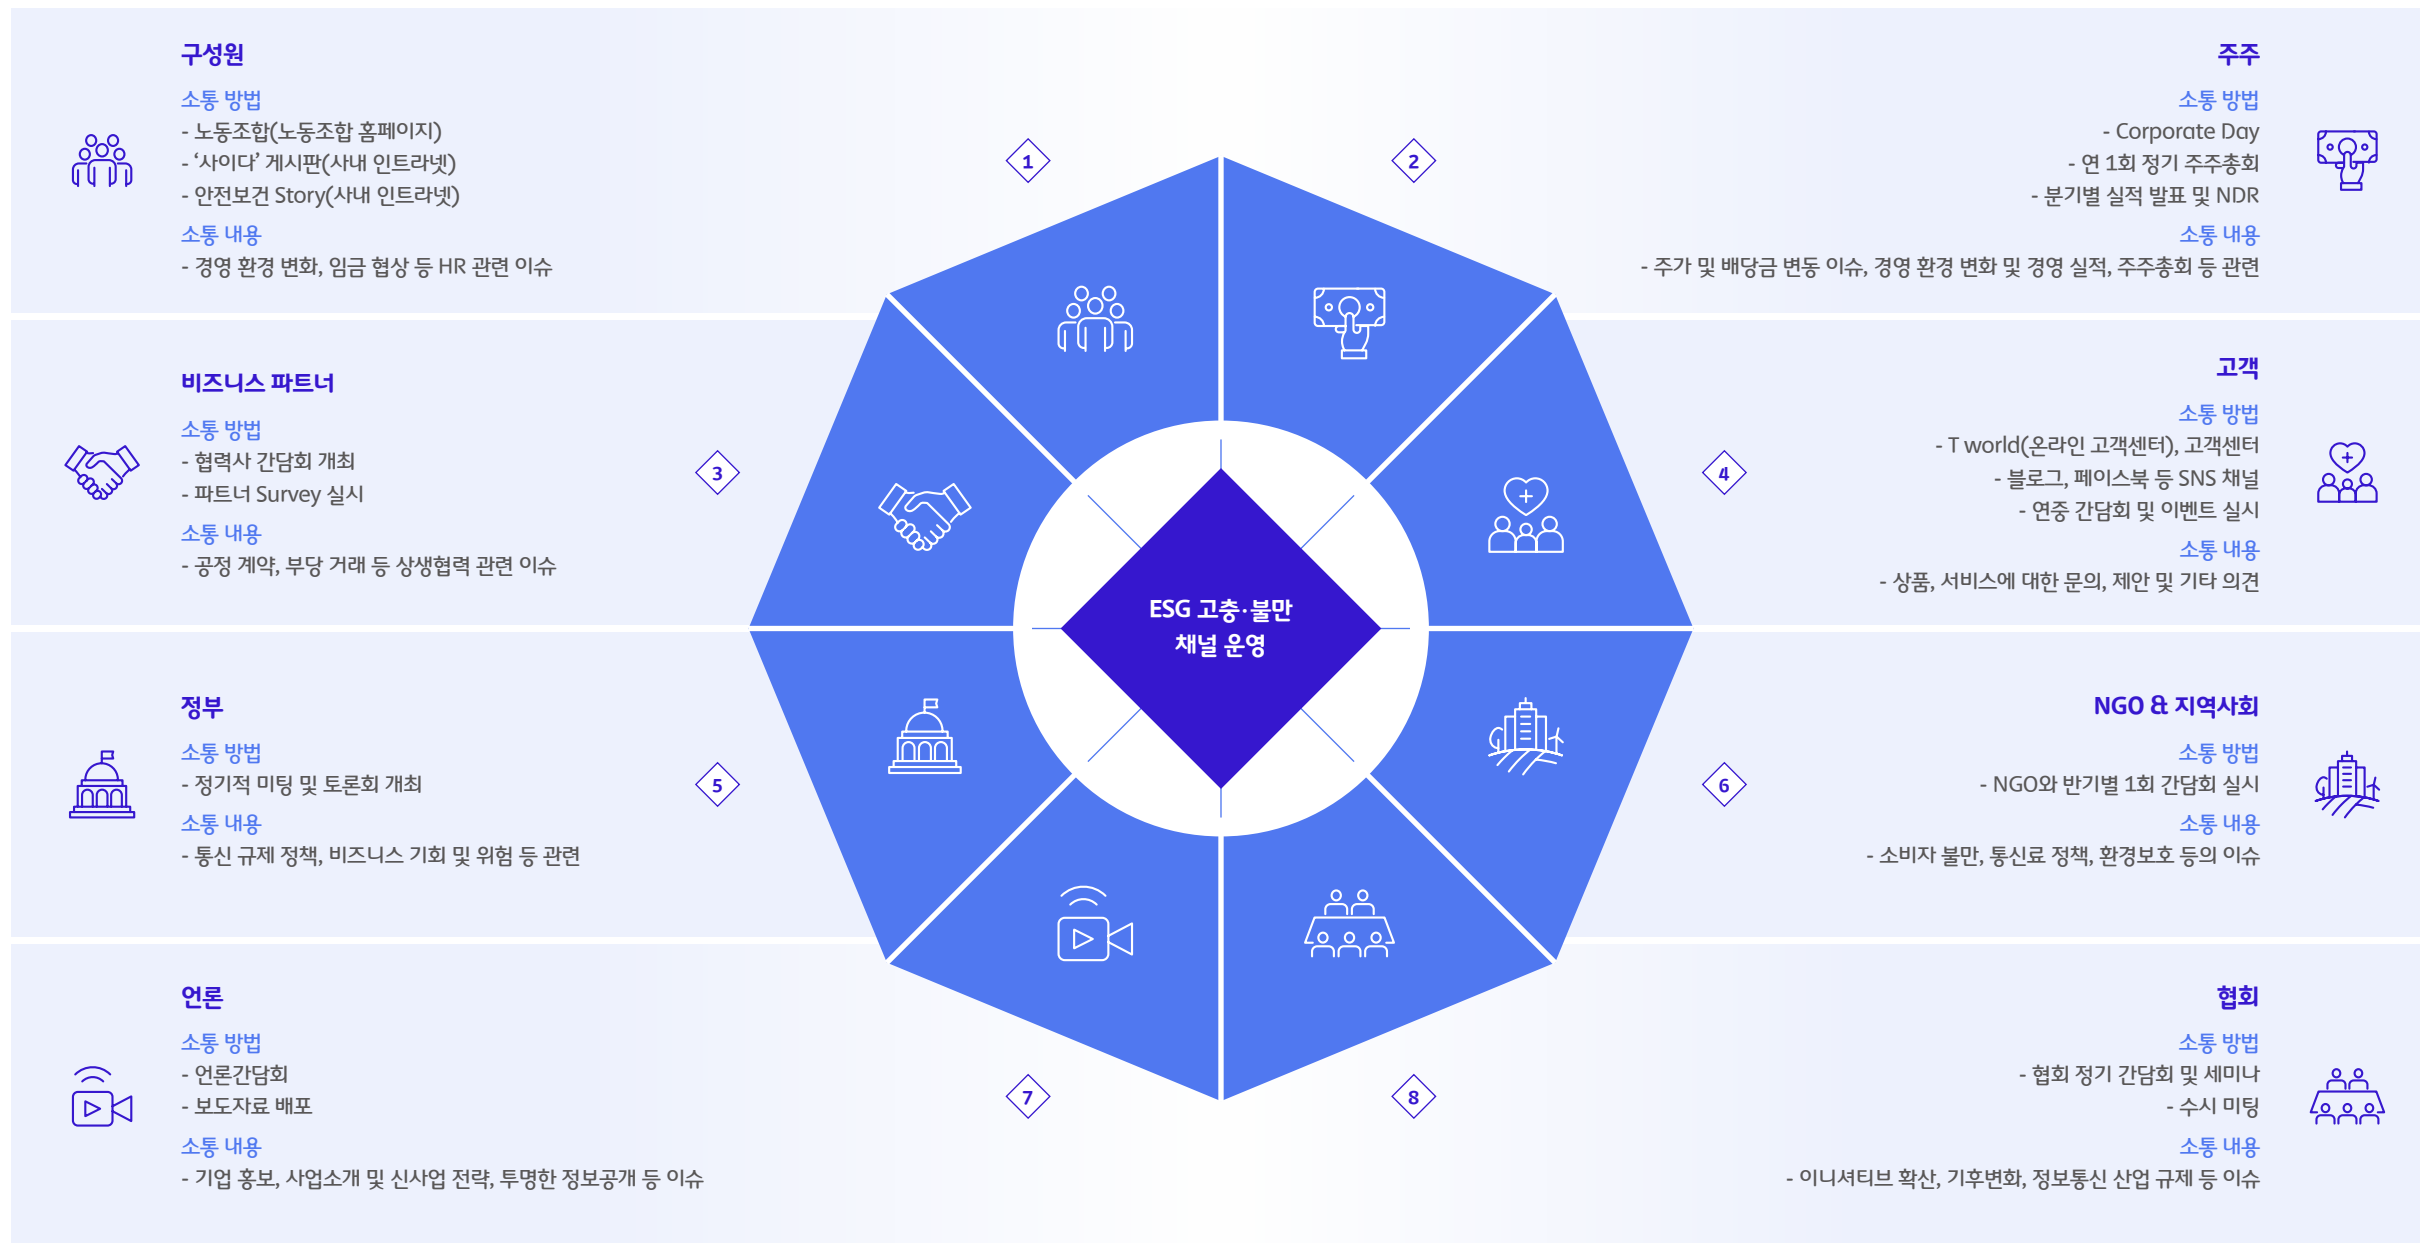 구성원
소통 방법
- 노동조합(노동조합 홈페이지)
- ‘사이다’ 게시판(사내 인트라넷)
- 안전보건 Story(사내 인트라넷)
소통 내용
- 경영 환경 변화, 임금 협상 등 HR 관련 이슈
1
2
주주
소통 방법
- Corporate Day
- 연 1회 정기 주주총회
- 분기별 실적 발표 및 NDR
소통 내용
- 주가 및 배당금 변동 이슈, 경영 환경 변화 및 경영 실적, 주주총회 등 관련
비즈니스 파트너
소통 방법
- 협력사 간담회 개최
- 파트너 Survey 실시
소통 내용
- 공정 계약, 부당 거래 등 상생협력 관련 이슈
3
4
고객
소통 방법
- T world(온라인 고객센터), 고객센터
- 블로그, 페이스북 등 SNS 채널
- 연중 간담회 및 이벤트 실시
소통 내용
- 상품, 서비스에 대한 문의, 제안 및 기타 의견
ESG 고충·불만
채널 운영
정부
소통 방법
- 정기적 미팅 및 토론회 개최
소통 내용
- 통신 규제 정책, 비즈니스 기회 및 위험 등 관련
5
6
NGO & 지역사회
소통 방법
- NGO와 반기별 1회 간담회 실시
소통 내용
- 소비자 불만, 통신료 정책, 환경보호 등의 이슈
언론
소통 방법
- 언론간담회
- 보도자료 배포
소통 내용
- 기업 홍보, 사업소개 및 신사업 전략, 투명한 정보공개 등 이슈
7
8
협회
소통 방법
- 협회 정기 간담회 및 세미나
- 수시 미팅
소통 내용
- 이니셔티브 확산, 기후변화, 정보통신 산업 규제 등 이슈